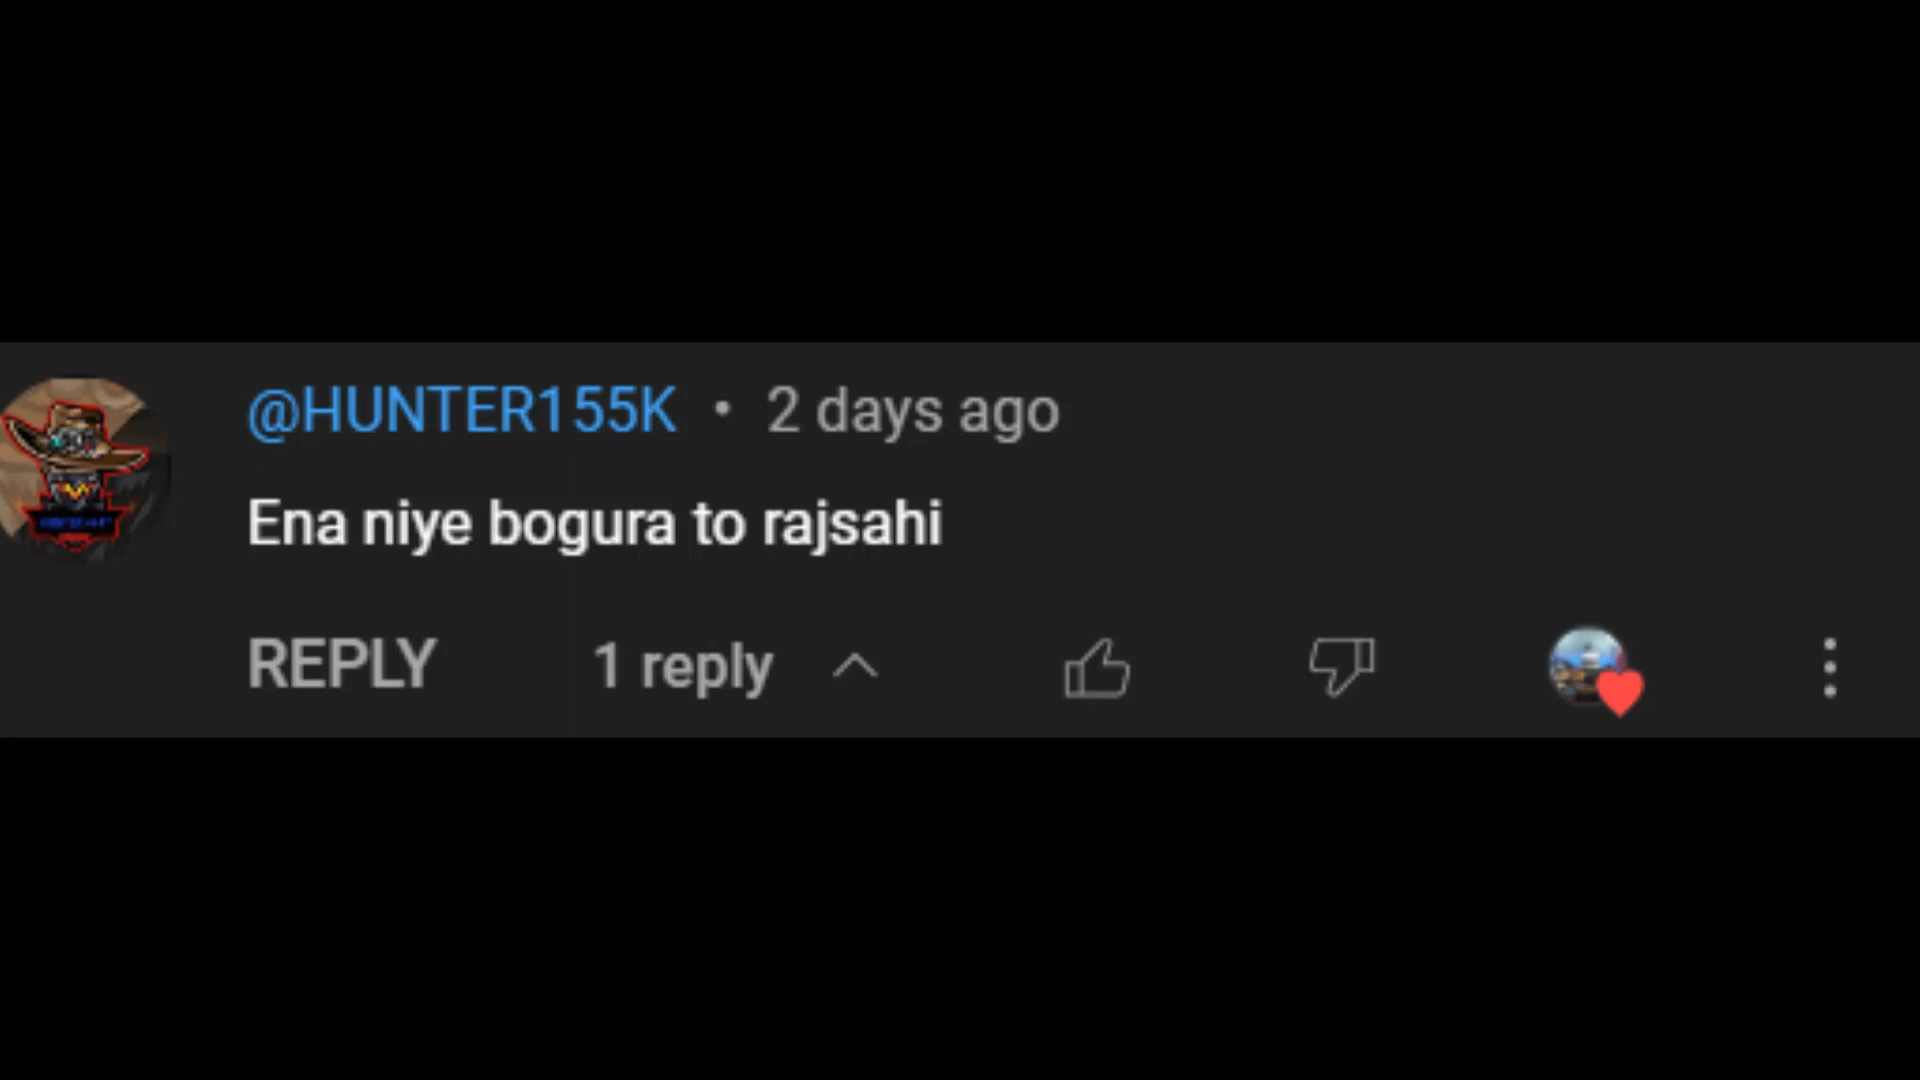 @HUNTER155K • 2 days ago
Ena niye bogura to rajsahi
REPLY 1 reply